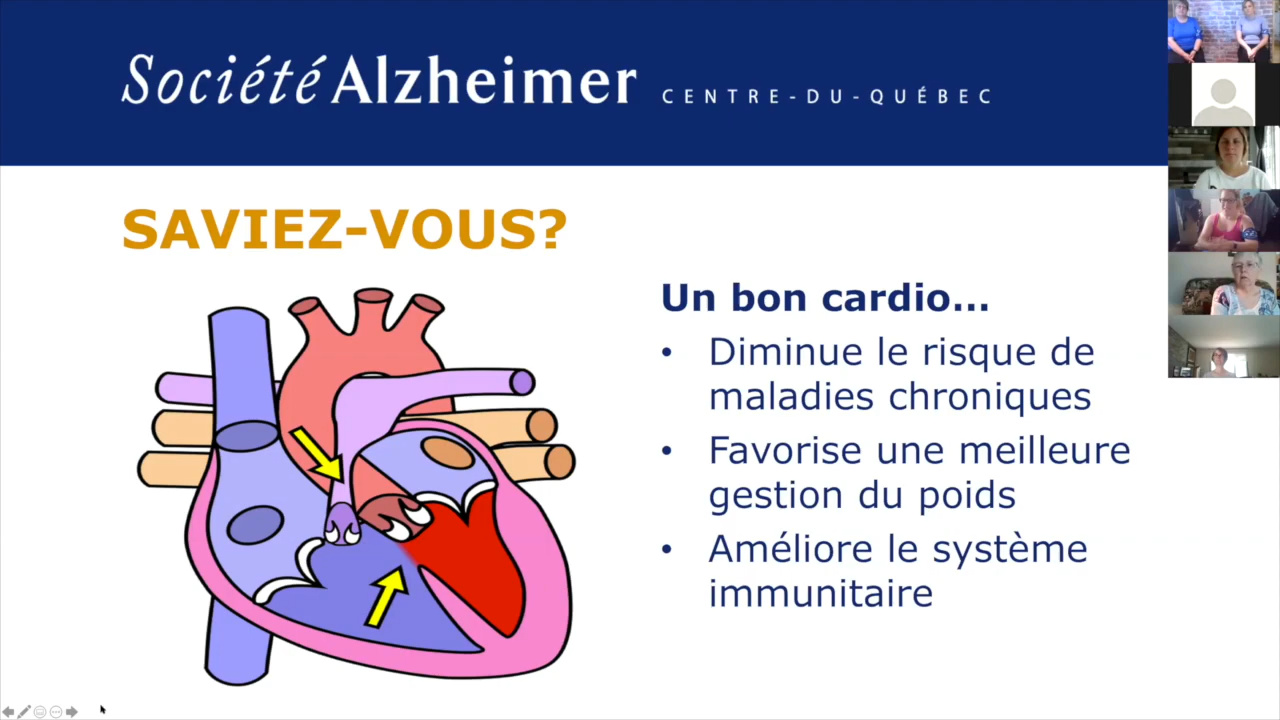 Société Alzheimer CENTRE-DU-QUÉBEC
SAVIEZ-VOUS?
Un bon cardio...
• Diminue le risque de
maladies chroniques
• Favorise une meilleure
gestion du poids
• Améliore le système
immunitaire